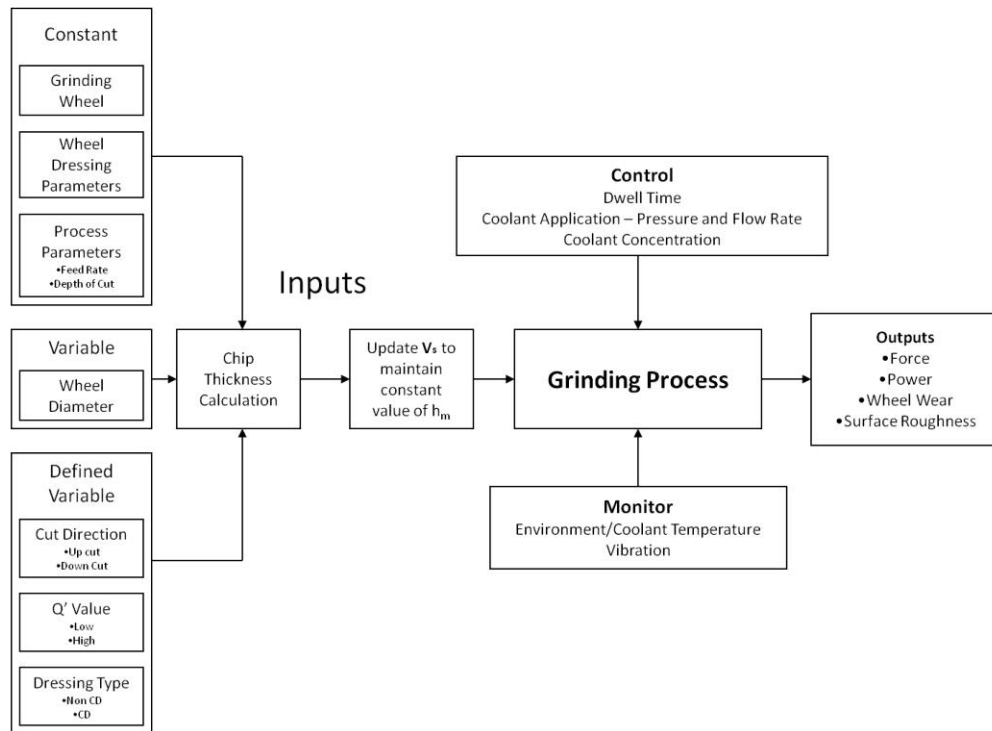 Constant
Grinding
Wheel
Wheel
Dressing
Parameters
Process
Parameters
•Feed Rate
•Depth of Cut
Variable
Wheel
Diameter
Defined
Variable
Cut Direction
•Up cut
•Down Cut
Q' Value
•Low
•High
Dressing Type
•Non CD
•CD
Inputs
Chip
Thickness
Calculation
Update Vs to
maintain
constant
value of hm
Control
Dwell Time
Coolant Application – Pressure and Flow Rate
Coolant Concentration
Grinding Process
Monitor
Environment/Coolant Temperature
Vibration
Outputs
•Force
•Power
•Wheel Wear
•Surface Roughness